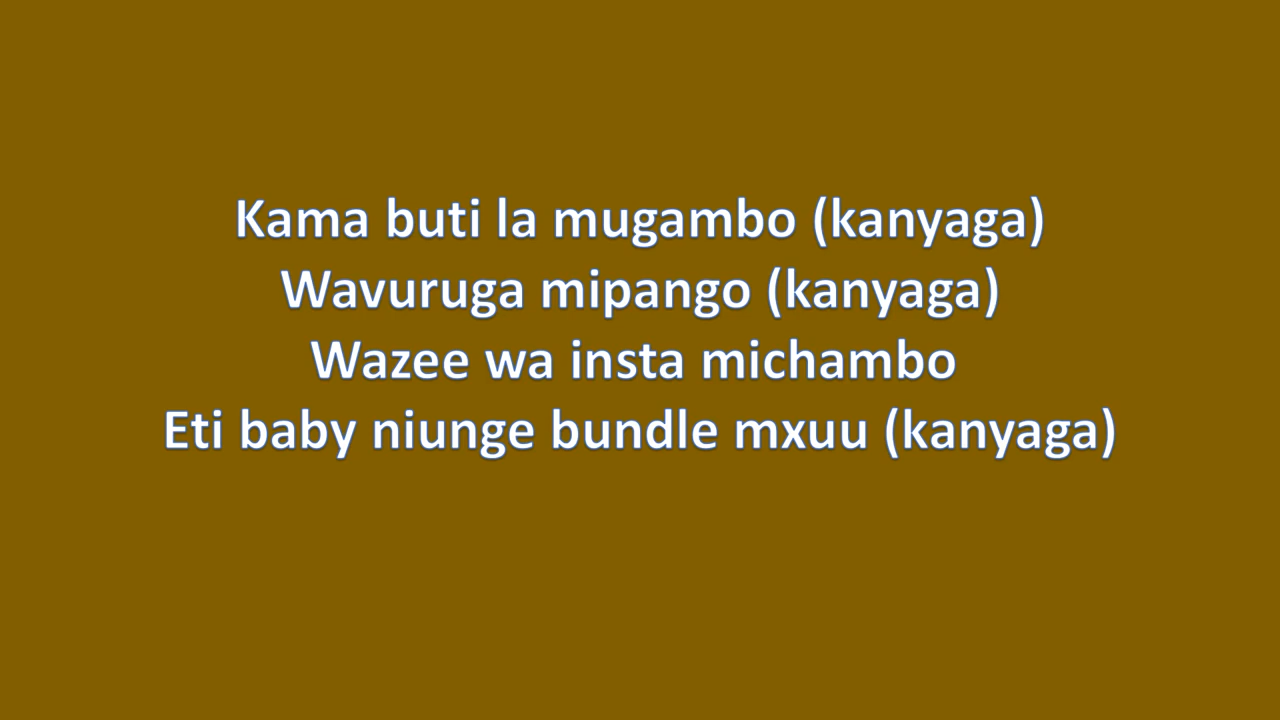 Kama buti la mugambo (kanyaga)
Wavuruga mipango (kanyaga)
Wazee wa insta michambo
Eti baby niunge bundle mxuu (kanyaga)